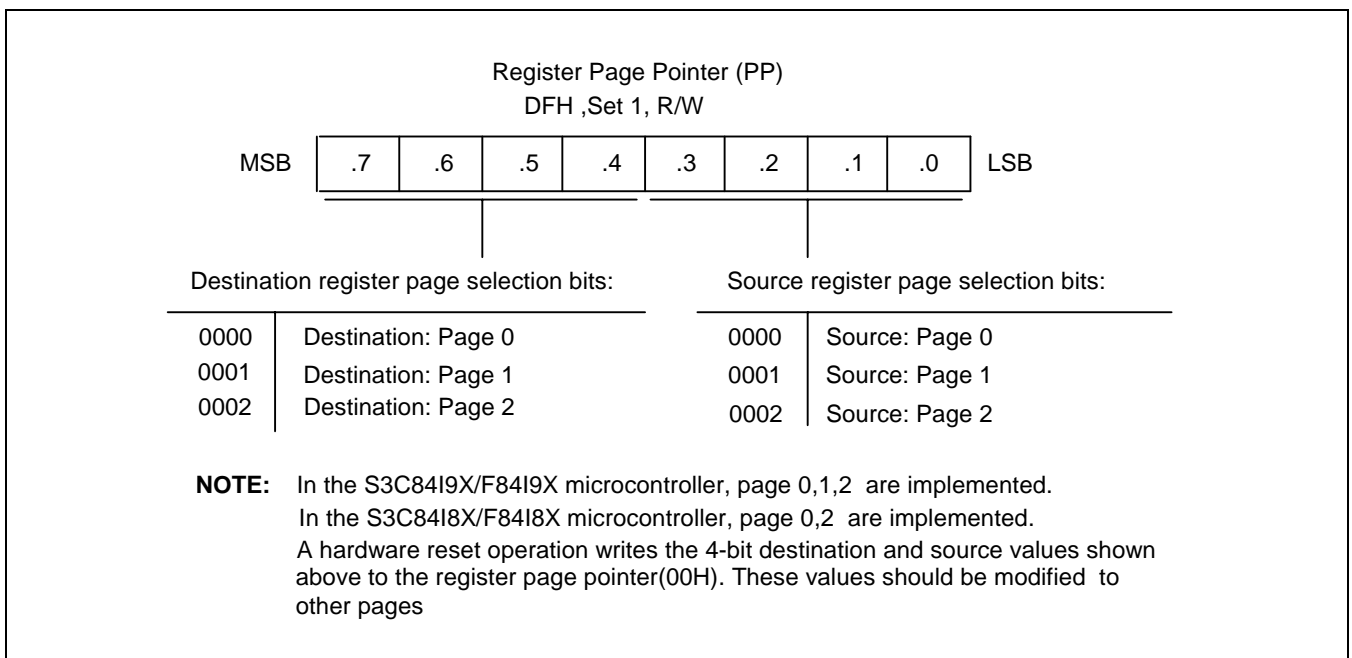 Register Page Pointer (PP)
DFH ,Set 1, R/W
MSB .7 .6 .5 .4 .3 .2 .1 .0 LSB
Destination register page selection bits:
0000 Destination: Page 0
0001 Destination: Page 1
0002 Destination: Page 2
Source register page selection bits:
0000 Source: Page 0
0001 Source: Page 1
0002 Source: Page 2
NOTE: In the S3C84I9X/F84I9X microcontroller, page 0,1,2 are implemented.
In the S3C84I8X/F84I8X microcontroller, page 0,2 are implemented.
A hardware reset operation writes the 4-bit destination and source values shown
above to the register page pointer(00H). These values should be modified to
other pages